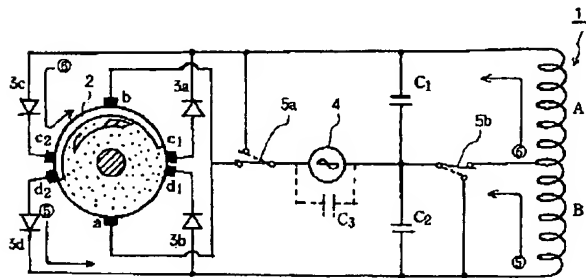 1
3c
⑥
2
b
3a
C₁
A
5a
4
5b
c₂
c₁
⑥
d₂
d₁
a
C₃
C₂
B
3d
⑤
3b
⑤